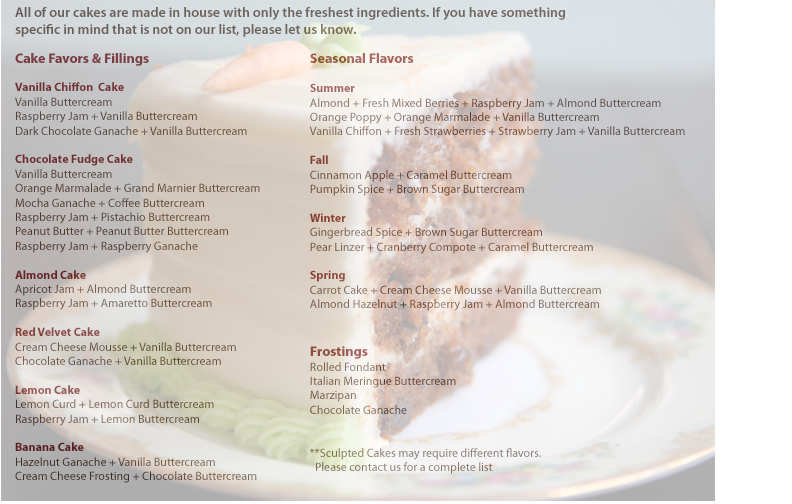 All of our cakes are made in house with only the freshest ingredients. If you have something
specific in mind that is not on our list, please let us know.
Cake Favors & Fillings
Vanilla Chiffon Cake
Vanilla Buttercream
Raspberry Jam + Vanilla Buttercream
Dark Chocolate Ganache + Vanilla Buttercream
Chocolate Fudge Cake
Vanilla Buttercream
Orange Marmalade + Grand Marnier Buttercream
Mocha Ganache + Coffee Buttercream
Raspberry Jam + Pistachio Buttercream
Peanut Butter + Peanut Butter Buttercream
Raspberry Jam + Raspberry Ganache
Almond Cake
Apricot Jam + Almond Buttercream
Raspberry Jam + Amaretto Buttercream
Red Velvet Cake
Cream Cheese Mousse + Vanilla Buttercream
Chocolate Ganache + Vanilla Buttercream
Lemon Cake
Lemon Curd + Lemon Curd Buttercream
Raspberry Jam + Lemon Buttercream
Banana Cake
Hazelnut Ganache + Vanilla Buttercream
Cream Cheese Frosting + Chocolate Buttercream
Seasonal Flavors
Summer
Almond + Fresh Mixed Berries + Raspberry Jam + Almond Buttercream
Orange Poppy + Orange Marmalade + Vanilla Buttercream
Vanilla Chiffon + Fresh Strawberries + Strawberry Jam + Vanilla Buttercream
Fall
Cinnamon Apple + Caramel Buttercream
Pumpkin Spice + Brown Sugar Buttercream
Winter
Gingerbread Spice + Brown Sugar Buttercream
Pear Linzer + Cranberry Compote + Caramel Buttercream
Spring
Carrot Cake + Cream Cheese Mousse + Vanilla Buttercream
Almond Hazelnut + Raspberry Jam + Almond Buttercream
Frostings
Rolled Fondant
Italian Meringue Buttercream
Marzipan
Chocolate Ganache
**Sculpted Cakes may require different flavors.
Please contact us for a complete list